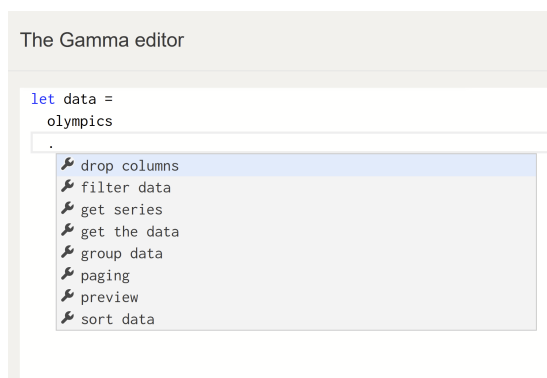 The Gamma editor
let data =
olympics
.
drop columns
filter data
get series
get the data
group data
paging
preview
sort data